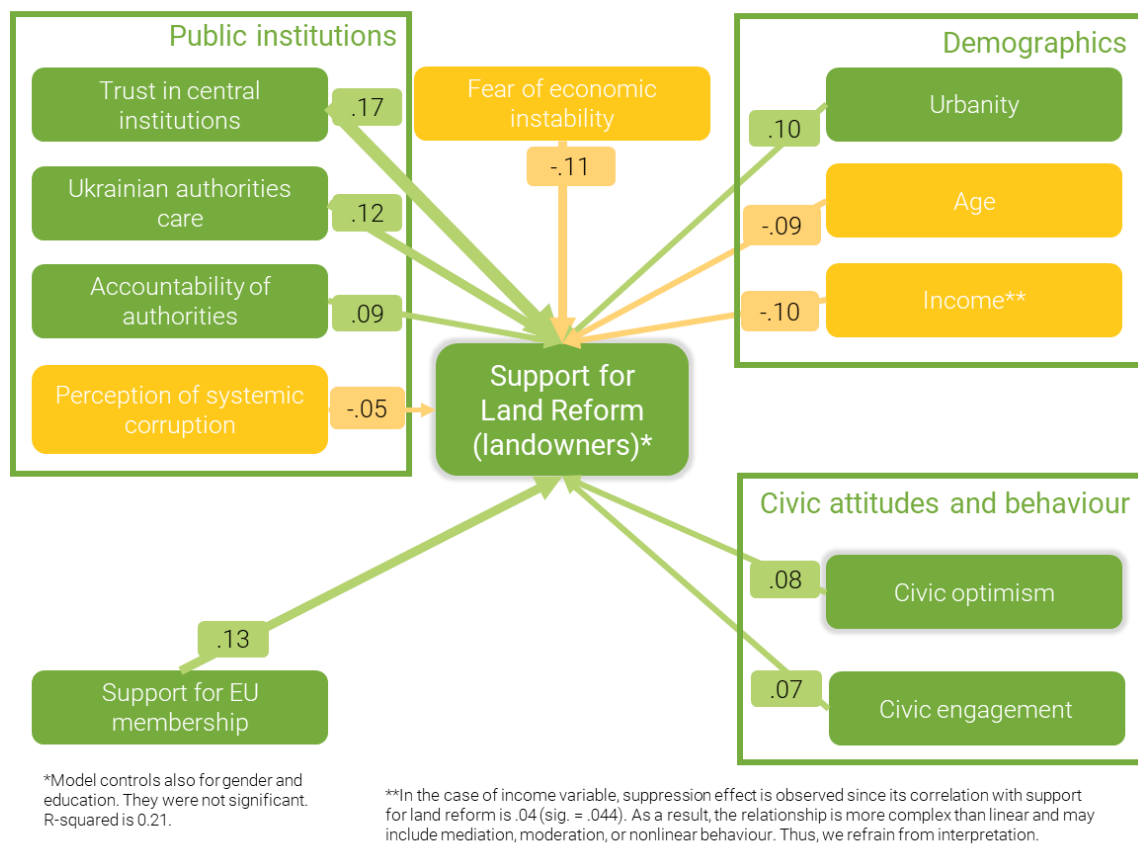 Public institutions
Trust in central
institutions
.17
Ukrainian authorities
care
.12
Accountability of
authorities
.09
Perception of systemic
corruption
-.05
Fear of economic
instability
-.11
Demographics
Urbanity
.10
Age
-.09
Income**
-.10
Support for
Land Reform
(landowners)*
Civic attitudes and behaviour
Civic optimism
.08
Civic engagement
.07
.13
Support for EU
membership
*Model controls also for gender and
education. They were not significant.
R-squared is 0.21.
**In the case of income variable, suppression effect is observed since its correlation with support
for land reform is .04 (sig. = .044). As a result, the relationship is more complex than linear and may
include mediation, moderation, or nonlinear behaviour. Thus, we refrain from interpretation.